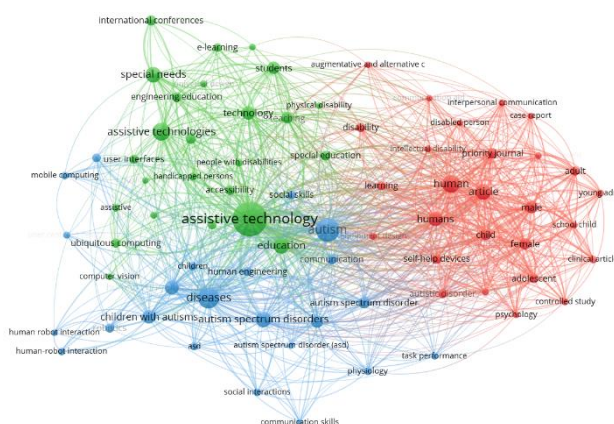 international conferences
e-learning
augmentative and alternative c
special needs
students
engineering education
interpersonal communication
physical disability
technology
case report
assistive technologies
disability
disabled person
user interfaces
intellectual disability
priority journal
people with disabilities
special education
mobile computing
handicapped persons
adult
learning
human
accessibility
article
young ad
social skills
assistive
male
school child
assistive technology
humans
autism
child
ubiquitous computing
education
female
communication
self-help devices
clinical article
children
human engineering
computer vision
adolescent
diseases
autistic disorder
autism spectrum disorder
controlled study
children with autisms
autism spectrum disorders
psychology
human robot interaction
asd
autism spectrum disorder (asd)
human-robot interaction
task performance
physiology
social interactions
communication skills